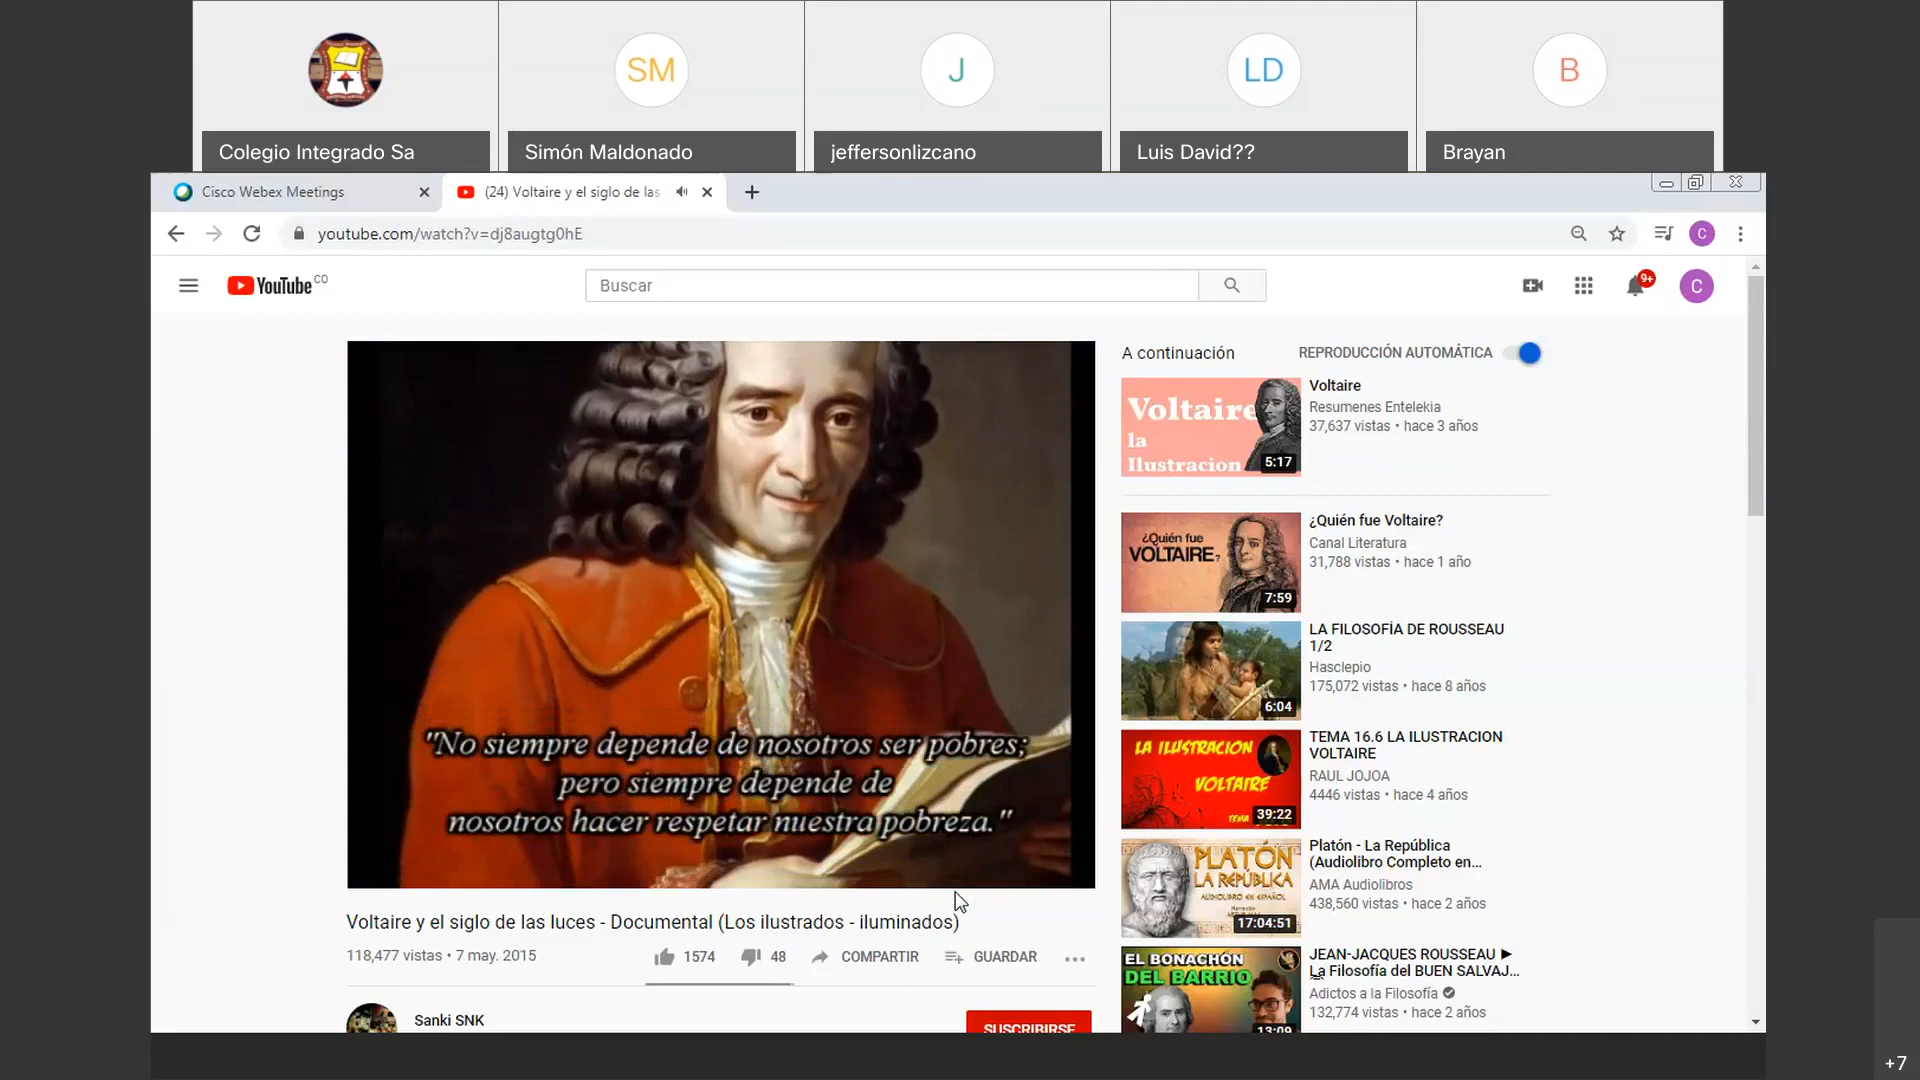 SM
J
LD
B
Colegio Integrado Sa
Simón Maldonado
jeffersonlizcano
Luis David??
Brayan
Cisco Webex Meetings
(24) Voltaire y el siglo de las
youtube.com/watch?v=dj8augtg0hE
C
YouTube CO
Buscar
9+
C
"No siempre depende de nosotros ser pobres;
pero siempre depende de
nosotros hacer respetar nuestra pobreza."
Voltaire y el siglo de las luces - Documental (Los ilustrados - iluminados)
118,477 vistas • 7 may. 2015
1574
48
COMPARTIR
GUARDAR
Sanki SNK
SUSCRIBIRSE
A continuación
REPRODUCCIÓN AUTOMÁTICA
Voltaire
la
Ilustracion
5:17
Voltaire
Resumenes Entelekia
37,637 vistas • hace 3 años
¿Quién fue
VOLTAIRE?
7:59
¿Quién fue Voltaire?
Canal Literatura
31,788 vistas • hace 1 año
6:04
LA FILOSOFÍA DE ROUSSEAU
1/2
Hasclepio
175,072 vistas • hace 8 años
LA ILUSTRACION
VOLTAIRE
TEMA
39:22
TEMA 16.6 LA ILUSTRACION
VOLTAIRE
RAUL JOJOA
4446 vistas • hace 4 años
PLATÓN
LA REPÚBLICA
AUDIOLIBRO EN ESPAÑOL
17:04:51
Platón - La República
(Audiolibro Completo en...
AMA Audiolibros
438,560 vistas • hace 2 años
EL BONACHÓN
DEL BARRIO
13:09
JEAN-JACQUES ROUSSEAU ►
La Filosofía del BUEN SALVAJ...
Adictos a la Filosofía
132,774 vistas • hace 2 años
+7